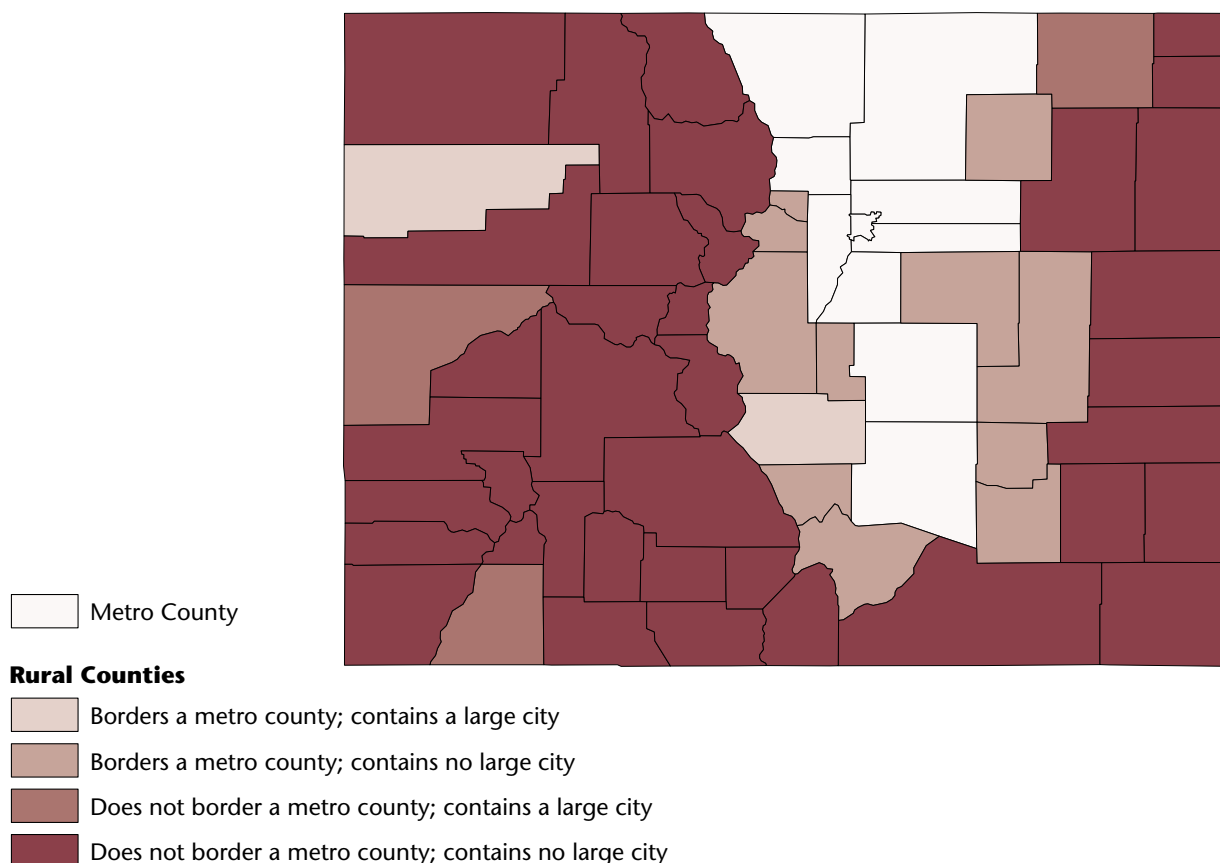 Metro County
Rural Counties
Borders a metro county; contains a large city
Borders a metro county; contains no large city
Does not border a metro county; contains a large city
Does not border a metro county; contains no large city